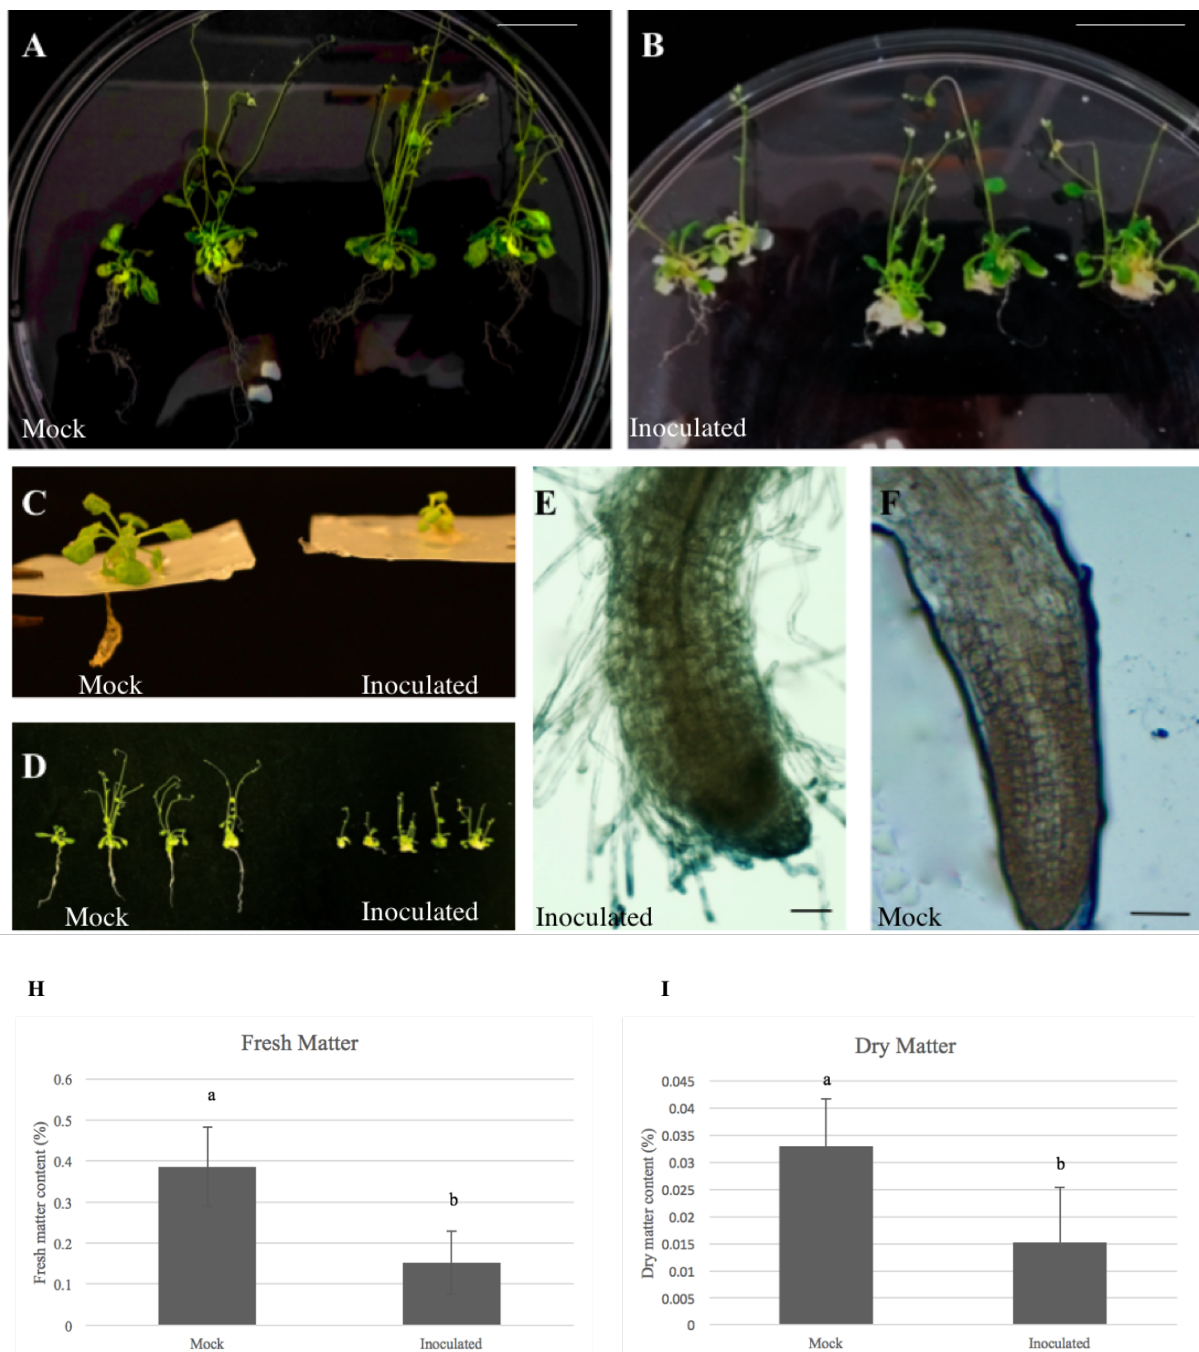 A
B
Mock
Inoculated
C
Mock
Inoculated
D
Mock
Inoculated
E
Inoculated
F
Mock
H
Fresh Matter
Fresh matter content (%)
0.6
0.5
0.4
0.3
0.2
0.1
0
a
b
Mock
Inoculated
I
Dry Matter
Dry matter content (%)
0.045
0.04
0.035
0.03
0.025
0.02
0.015
0.01
0.005
0
a
b
Mock
Inoculated